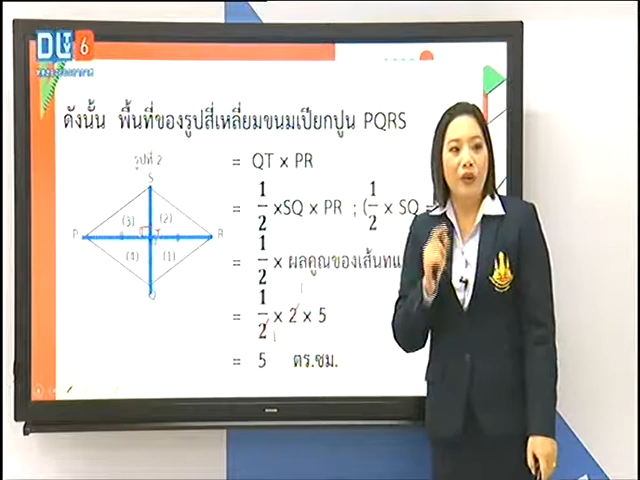 DLTV 6
ดังนั้น พื้นที่ของรูปสี่เหลี่ยมขนมเปียกปูน PQRS
รูปที่ 2
= QT x PR
S
(3) (2)
P T R
(4) (1)
Q
= 1/2 xSQ x PR ; (1/2 x SQ =
= 1/2 x ผลคูณของเส้นทแ
= 1/2 x 2 x 5
1
= 5 ตร.ซม.